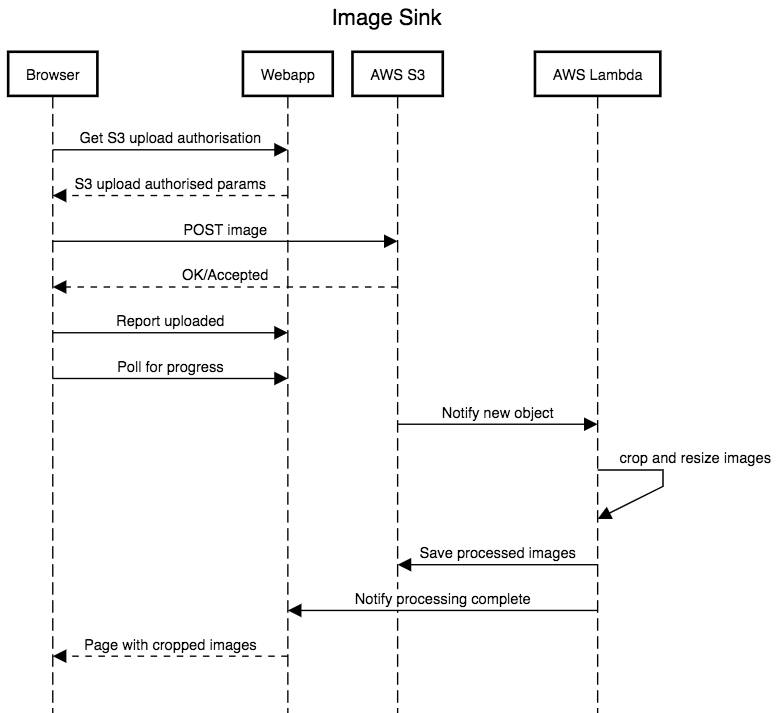 Image Sink
Browser
Webapp
AWS S3
AWS Lambda
Get S3 upload authorisation
S3 upload authorised params
POST image
OK/Accepted
Report uploaded
Poll for progress
Notify new object
crop and resize images
Save processed images
Notify processing complete
Page with cropped images